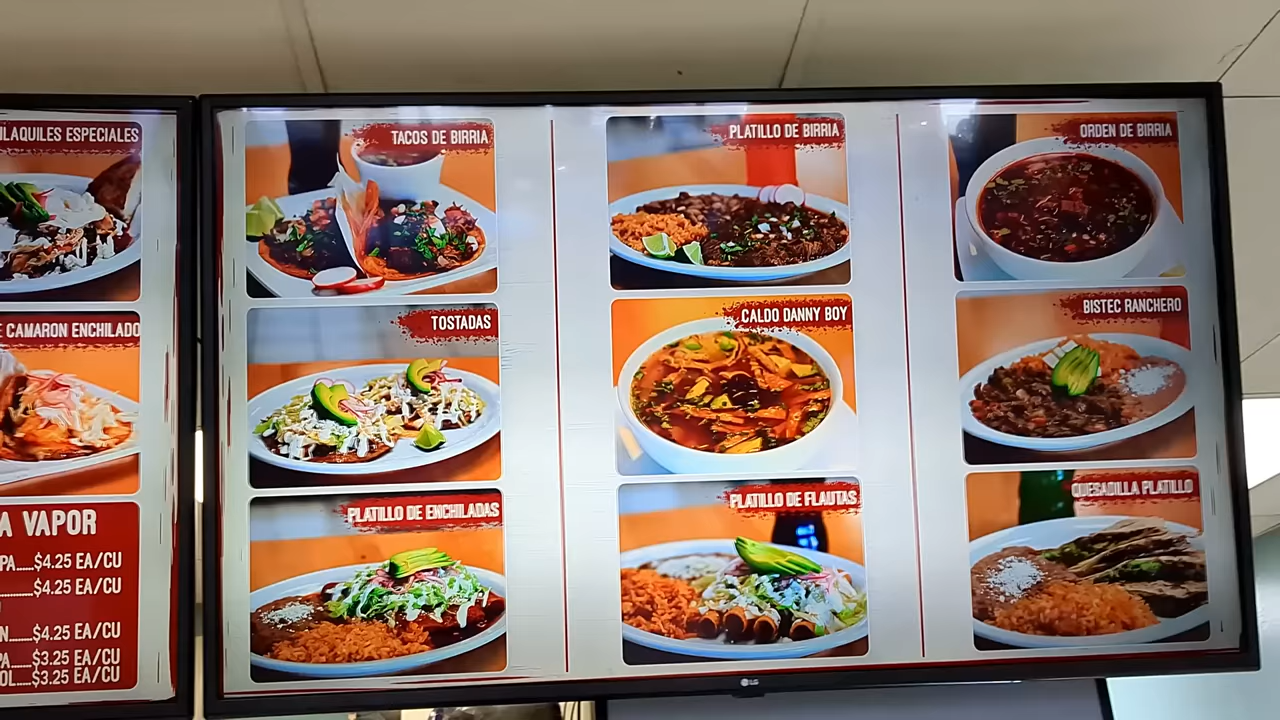 ILAQUILES ESPECIALES
E CAMARON ENCHILADO
A VAPOR
PA.....$4.25 EA/CU
.....$4.25 EA/CU
N......$4.25 EA/CU
PA....$3.25 EA/CU
OL....$3.25 EA/CU
TACOS DE BIRRIA
PLATILLO DE BIRRIA
ORDEN DE BIRRIA
TOSTADAS
CALDO DANNY BOY
BISTEC RANCHERO
PLATILLO DE ENCHILADAS
PLATILLO DE FLAUTAS
QUESADILLA PLATILLO
LG